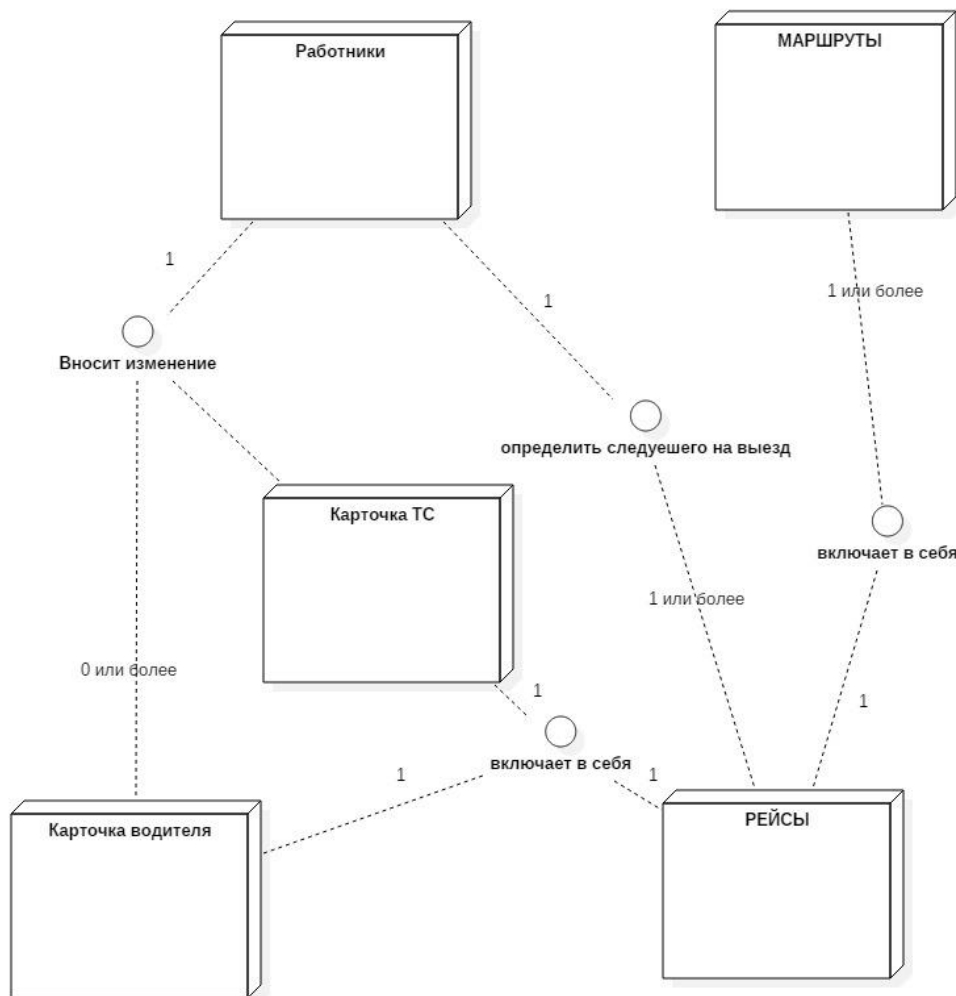 Работники
МАРШРУТЫ
1
1
1 или более
Вносит изменение
определить следуешего на выезд
Карточка ТС
включает в себя
1 или более
0 или более
1
1
включает в себя
1
1
Карточка водителя
РЕЙСЫ